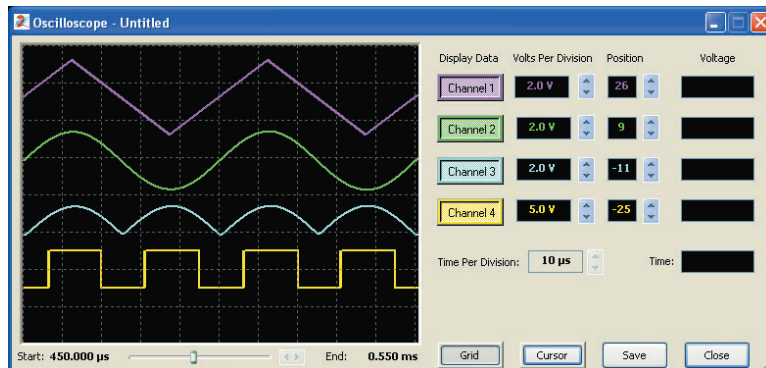 Oscilloscope - Untitled
Display Data Volts Per Division Position Voltage
Channel 1 2.0 V 26
Channel 2 2.0 V 9
Channel 3 2.0 V -11
Channel 4 5.0 V -25
Time Per Division: 10 µs Time:
Start: 450.000 µs End: 0.550 ms Grid Cursor Save Close